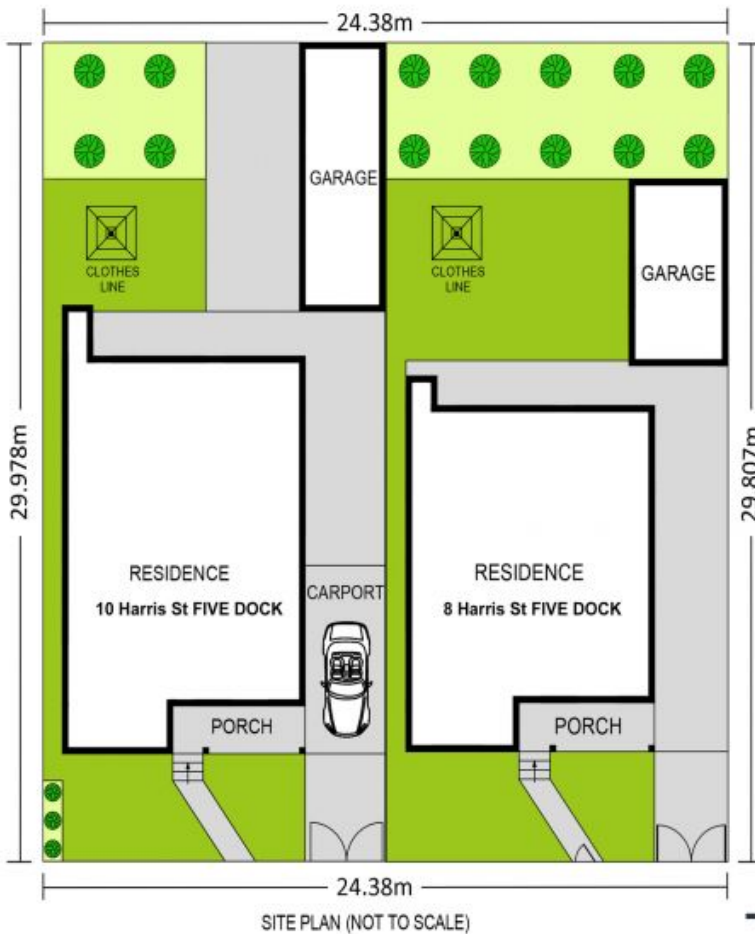 24.38m
GARAGE
CLOTHES
LINE
CLOTHES
LINE
GARAGE
29.978m
29.807m
RESIDENCE
10 Harris St FIVE DOCK
CARPORT
RESIDENCE
8 Harris St FIVE DOCK
PORCH
PORCH
24.38m
SITE PLAN (NOT TO SCALE)